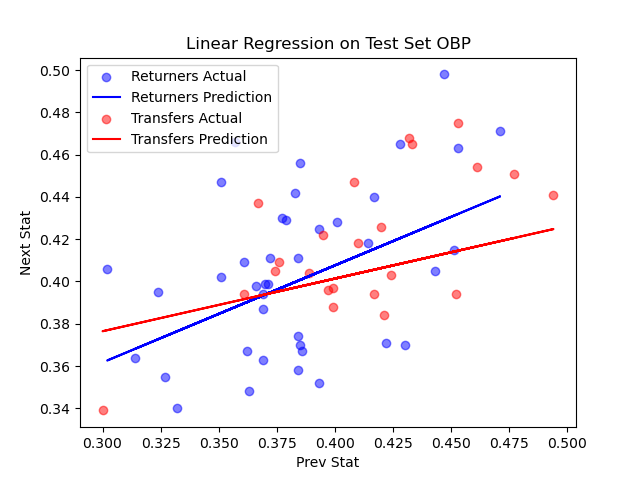 Linear Regression on Test Set OBP
Returners Actual
Returners Prediction
Transfers Actual
Transfers Prediction
0.50
0.48
0.46
0.44
0.42
0.40
0.38
0.36
0.34
Next Stat
0.300 0.325 0.350 0.375 0.400 0.425 0.450 0.475 0.500
Prev Stat